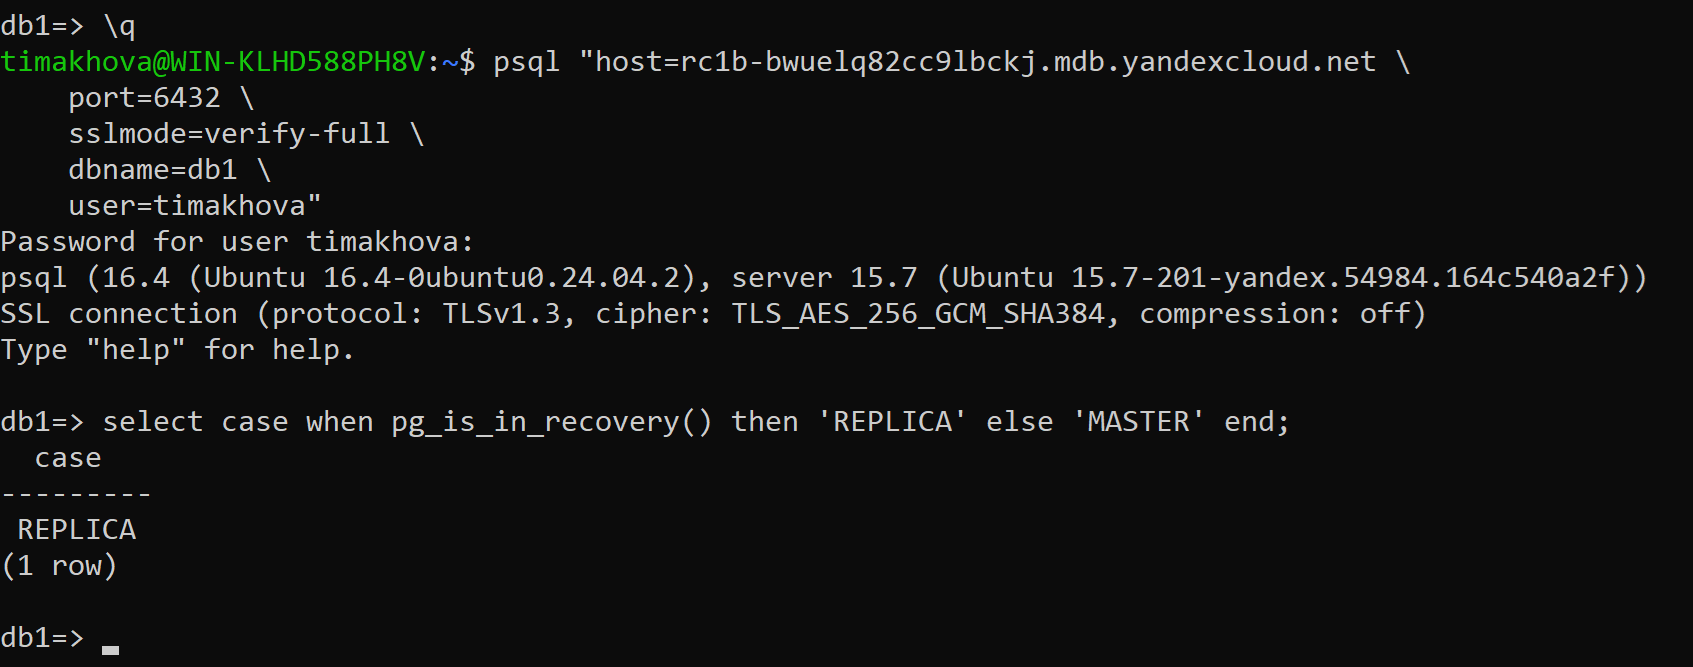 db1=> \q
timakhova@WIN-KLHD588PH8V:~$ psql "host=rc1b-bwuelq82cc9lbckj.mdb.yandexcloud.net \
    port=6432 \
    sslmode=verify-full \
    dbname=db1 \
    user=timakhova"
Password for user timakhova:
psql (16.4 (Ubuntu 16.4-0ubuntu0.24.04.2), server 15.7 (Ubuntu 15.7-201-yandex.54984.164c540a2f))
SSL connection (protocol: TLSv1.3, cipher: TLS_AES_256_GCM_SHA384, compression: off)
Type "help" for help.

db1=> select case when pg_is_in_recovery() then 'REPLICA' else 'MASTER' end;
  case
---------
 REPLICA
(1 row)

db1=>